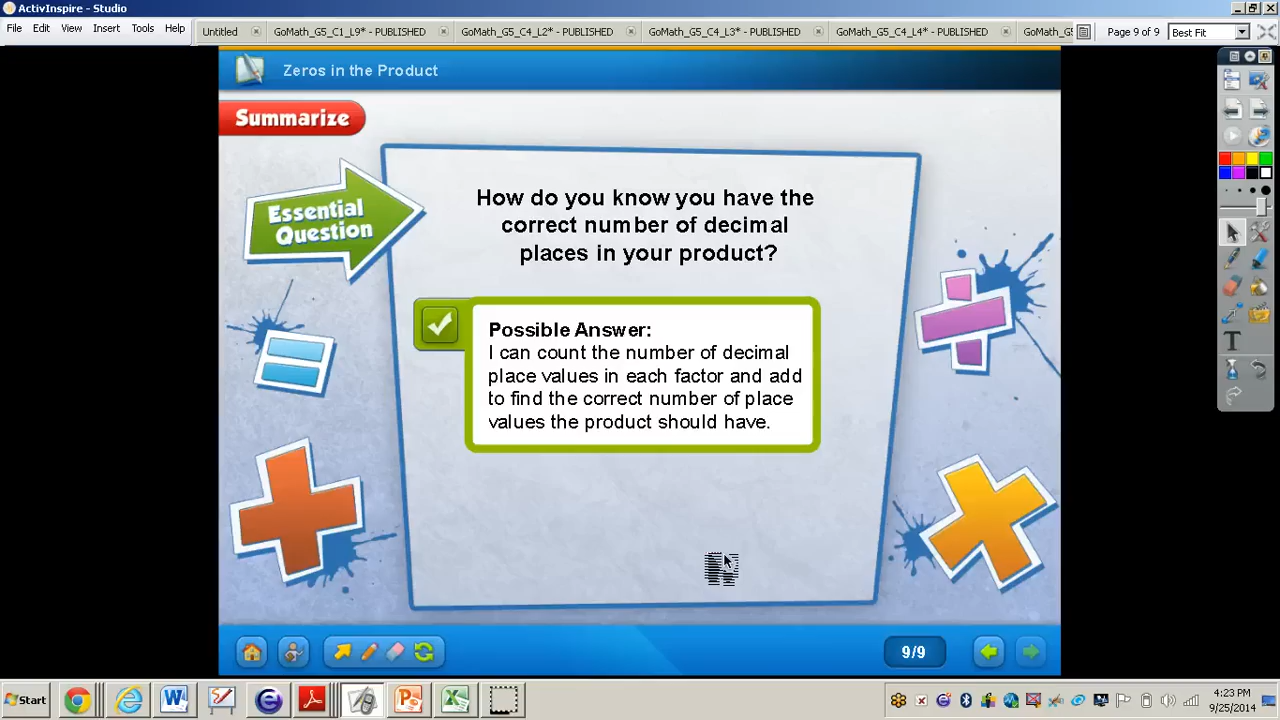 ActivInspire - Studio
File Edit View Insert Tools Help
Untitled GoMath_G5_C1_L9* - PUBLISHED GoMath_G5_C4_L2* - PUBLISHED GoMath_G5_C4_L3* - PUBLISHED GoMath_G5_C4_L4* - PUBLISHED Page 9 of 9 Best Fit
Zeros in the Product
Summarize
Essential
Question
How do you know you have the
correct number of decimal
places in your product?
Possible Answer:
I can count the number of decimal
place values in each factor and add
to find the correct number of place
values the product should have.
9/9
Start
4:23 PM
9/25/2014